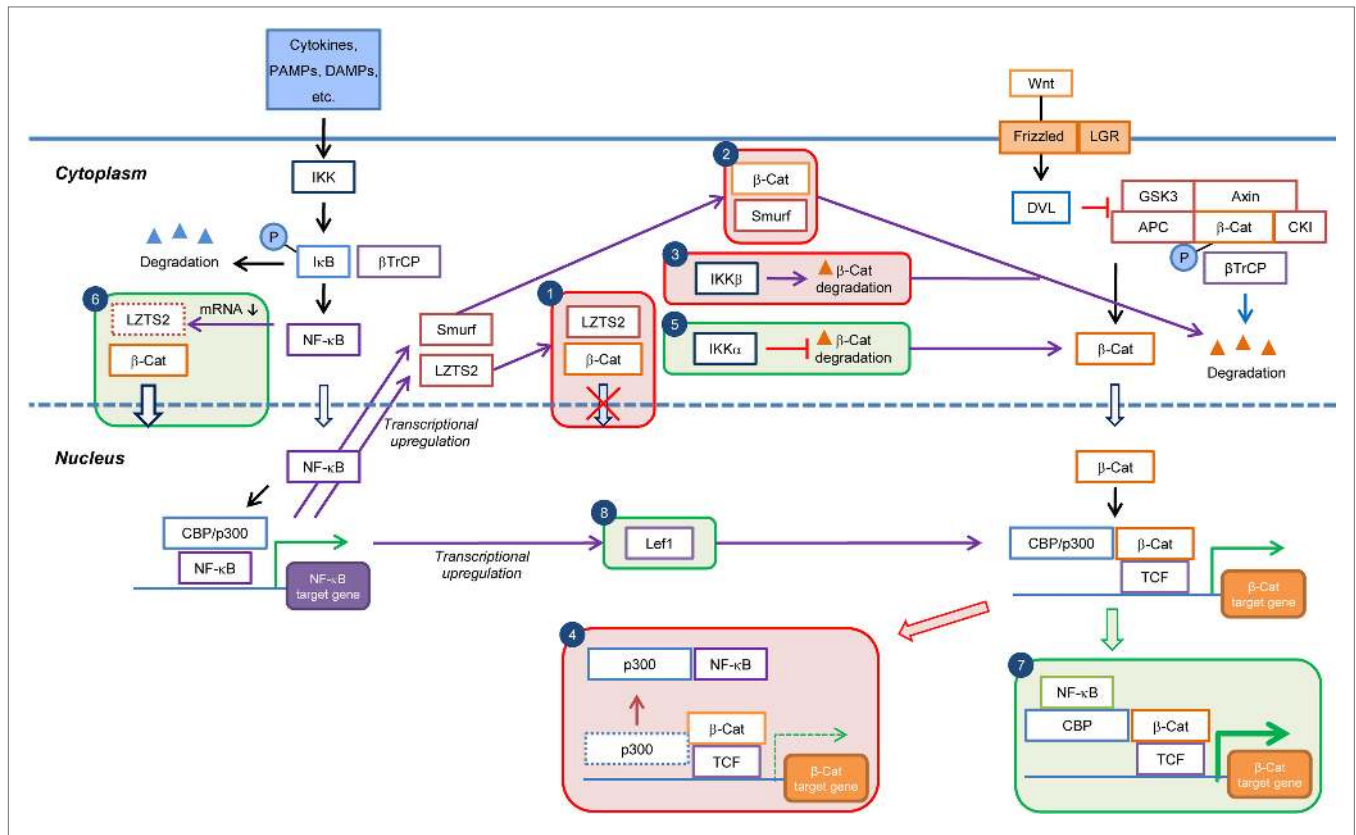 Cytokines,
PAMPs, DAMPs,
etc.
Wnt
Frizzled
LGR
Cytoplasm
IKK
2
β-Cat
Smurf
DVL
GSK3
Axin
APC
β-Cat
CKI
P
βTrCP
P
IκB
βTrCP
Degradation
3
IKKβ
β-Cat
degradation
6
LZTS2
mRNA ↓
β-Cat
NF-κB
Smurf
LZTS2
1
LZTS2
β-Cat
5
IKKα
β-Cat
degradation
β-Cat
Degradation
Transcriptional
upregulation
Nucleus
NF-κB
β-Cat
CBP/p300
NF-κB
NF-κB
target gene
Transcriptional
upregulation
8
Lef1
CBP/p300
β-Cat
TCF
β-Cat
target gene
4
p300
NF-κB
p300
β-Cat
TCF
β-Cat
target gene
7
NF-κB
CBP
β-Cat
TCF
β-Cat
target gene